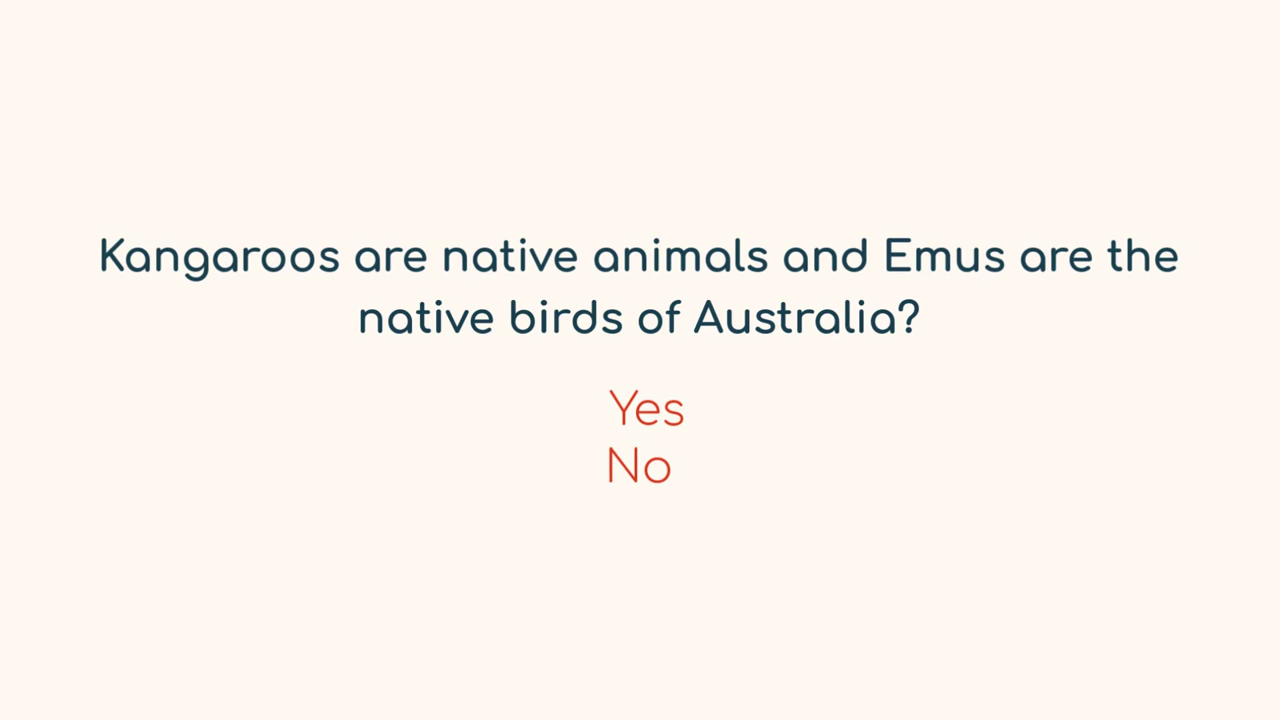 Kangaroos are native animals and Emus are the
native birds of Australia?
Yes
No